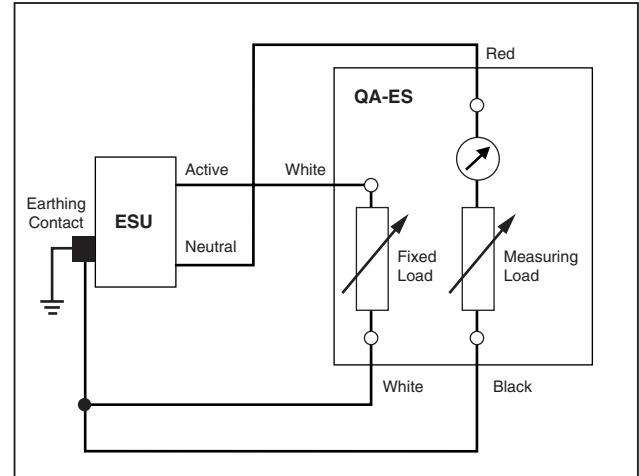 Red
QA-ES
Active
White
Earthing
Contact
ESU
Neutral
Fixed
Load
Measuring
Load
White
Black